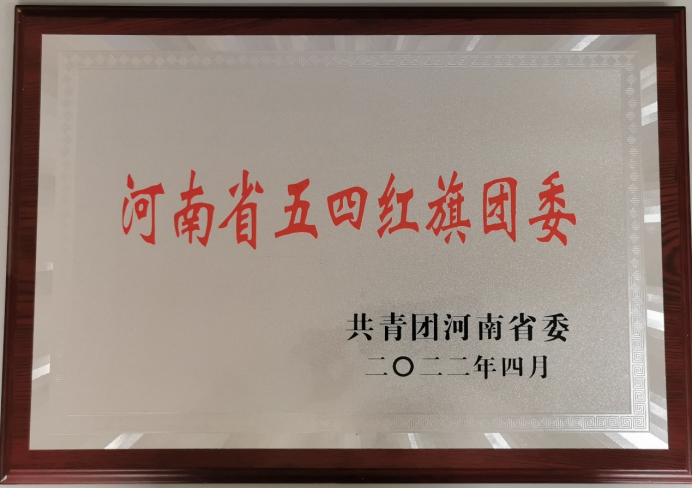 河南省五四红旗团委
共青团河南省委
二〇二二年四月